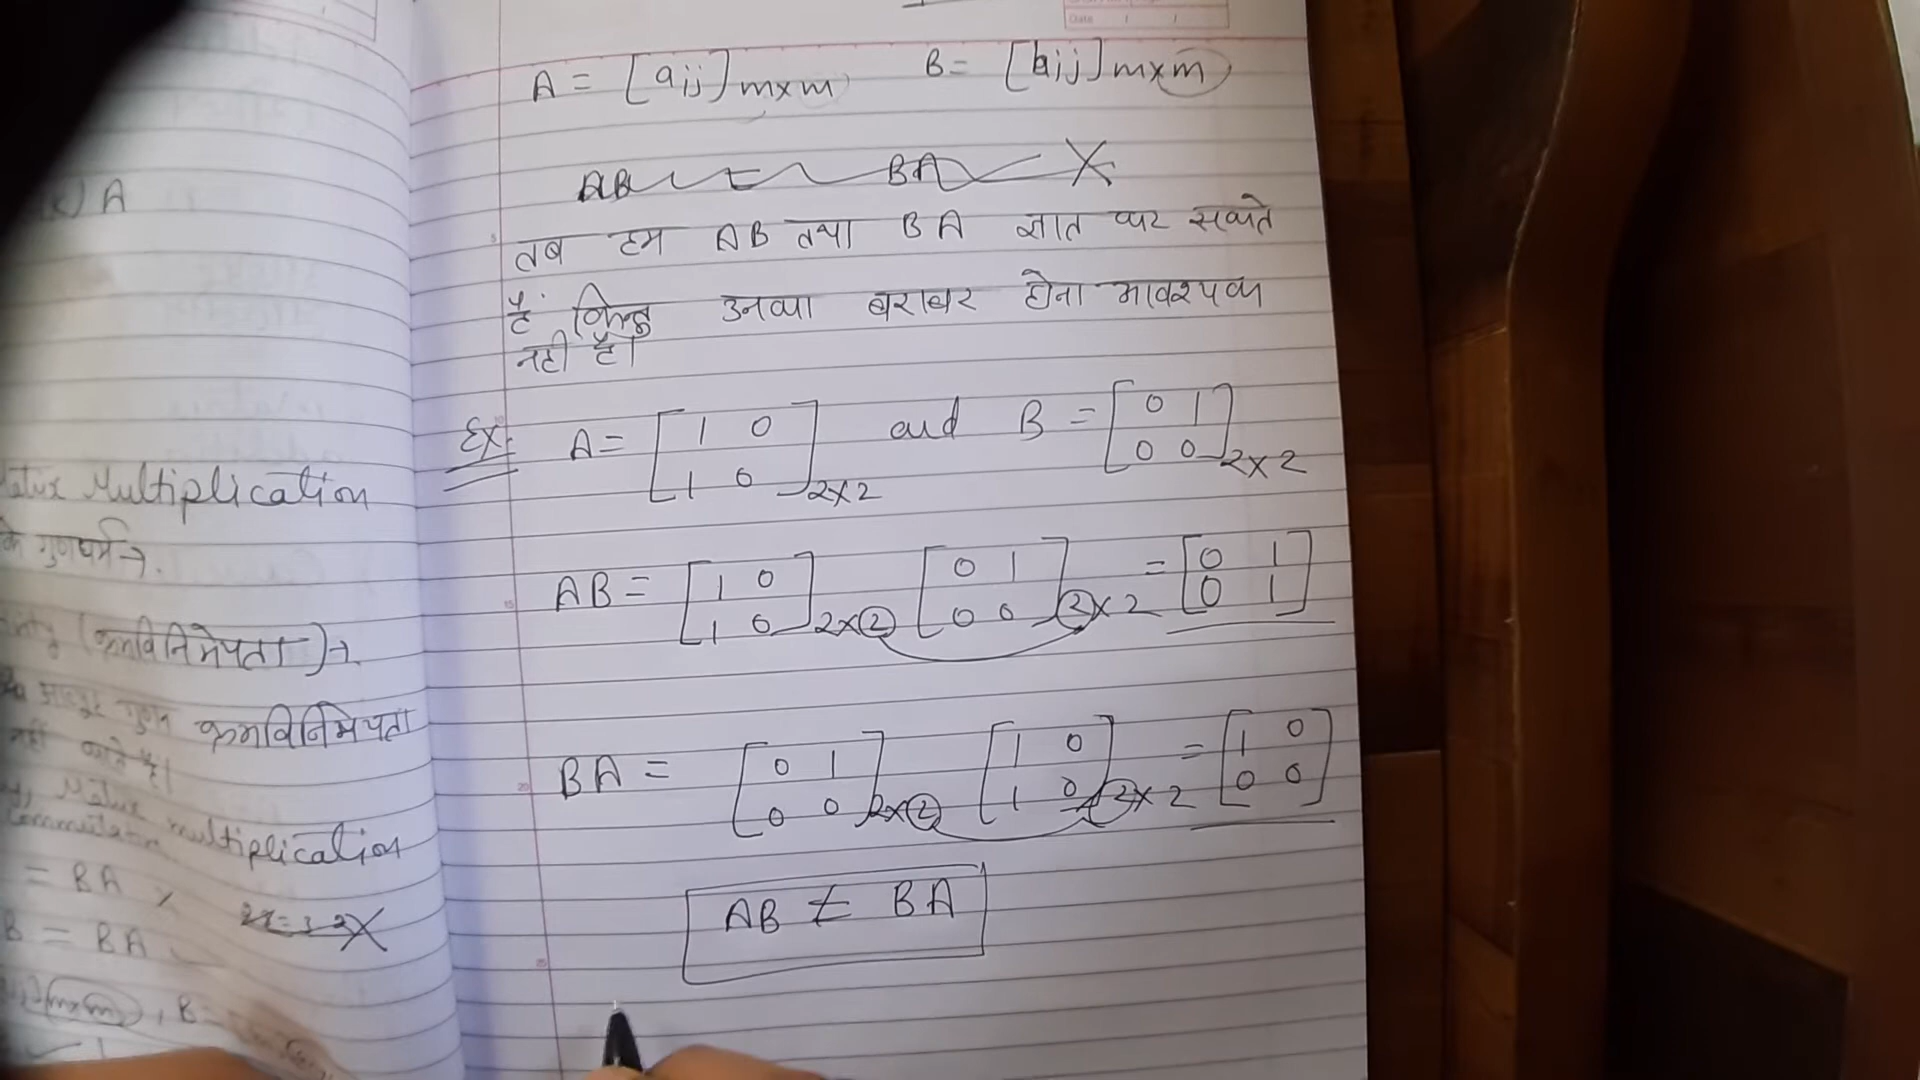 Date / /
A = [aij] m×m B = [bij] m×m
AB = BA X
तब हम AB तथा BA ज्ञात कर सकते
हैं किन्तु उनका बराबर होना आवश्यक
नही है।
Ex: A = [1 0 and B = [0 1
1 0] 2×2 0 0] 2×2
AB = [1 0 [0 1 = [0 1
1 0] 2×2 0 0] 2×2 0 1]
BA = [0 1 [1 0 = [1 0
0 0] 2×2 1 0] 2×2 0 0]
AB ≠ BA
A
Multiplication
के गुणधर्म →.
(क्रमविनिमेयता) →.
क्रमविनिमेयता
नहीं करते है।
multiplication
= BA ×
B = BA
m×m, B =